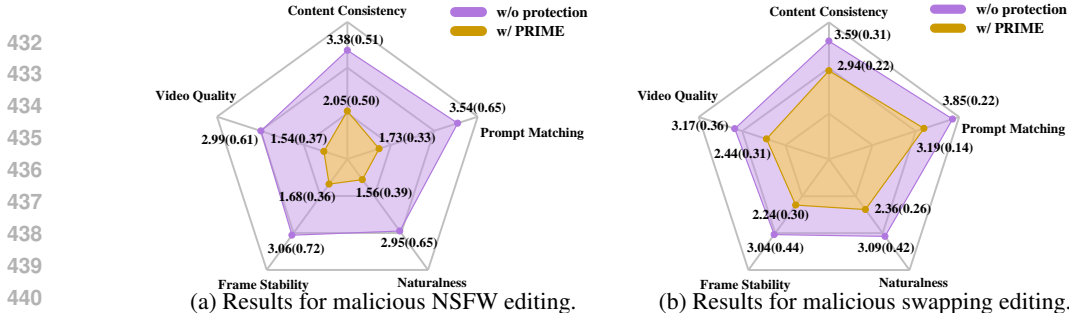 432
433
434
435
436
437
438
439
440
Content Consistency
w/o protection
w/ PRIME
3.38(0.51)
Video Quality
2.05(0.50)
3.54(0.65)
Prompt Matching
2.99(0.61)
1.54(0.37)
1.73(0.33)
1.68(0.36)
1.56(0.39)
3.06(0.72)
2.95(0.65)
Frame Stability
Naturalness
(a) Results for malicious NSFW editing.
Content Consistency
w/o protection
w/ PRIME
3.59(0.31)
2.94(0.22)
Video Quality
3.85(0.22)
Prompt Matching
3.17(0.36)
2.44(0.31)
3.19(0.14)
2.24(0.30)
2.36(0.26)
3.04(0.44)
3.09(0.42)
Frame Stability
Naturalness
(b) Results for malicious swapping editing.